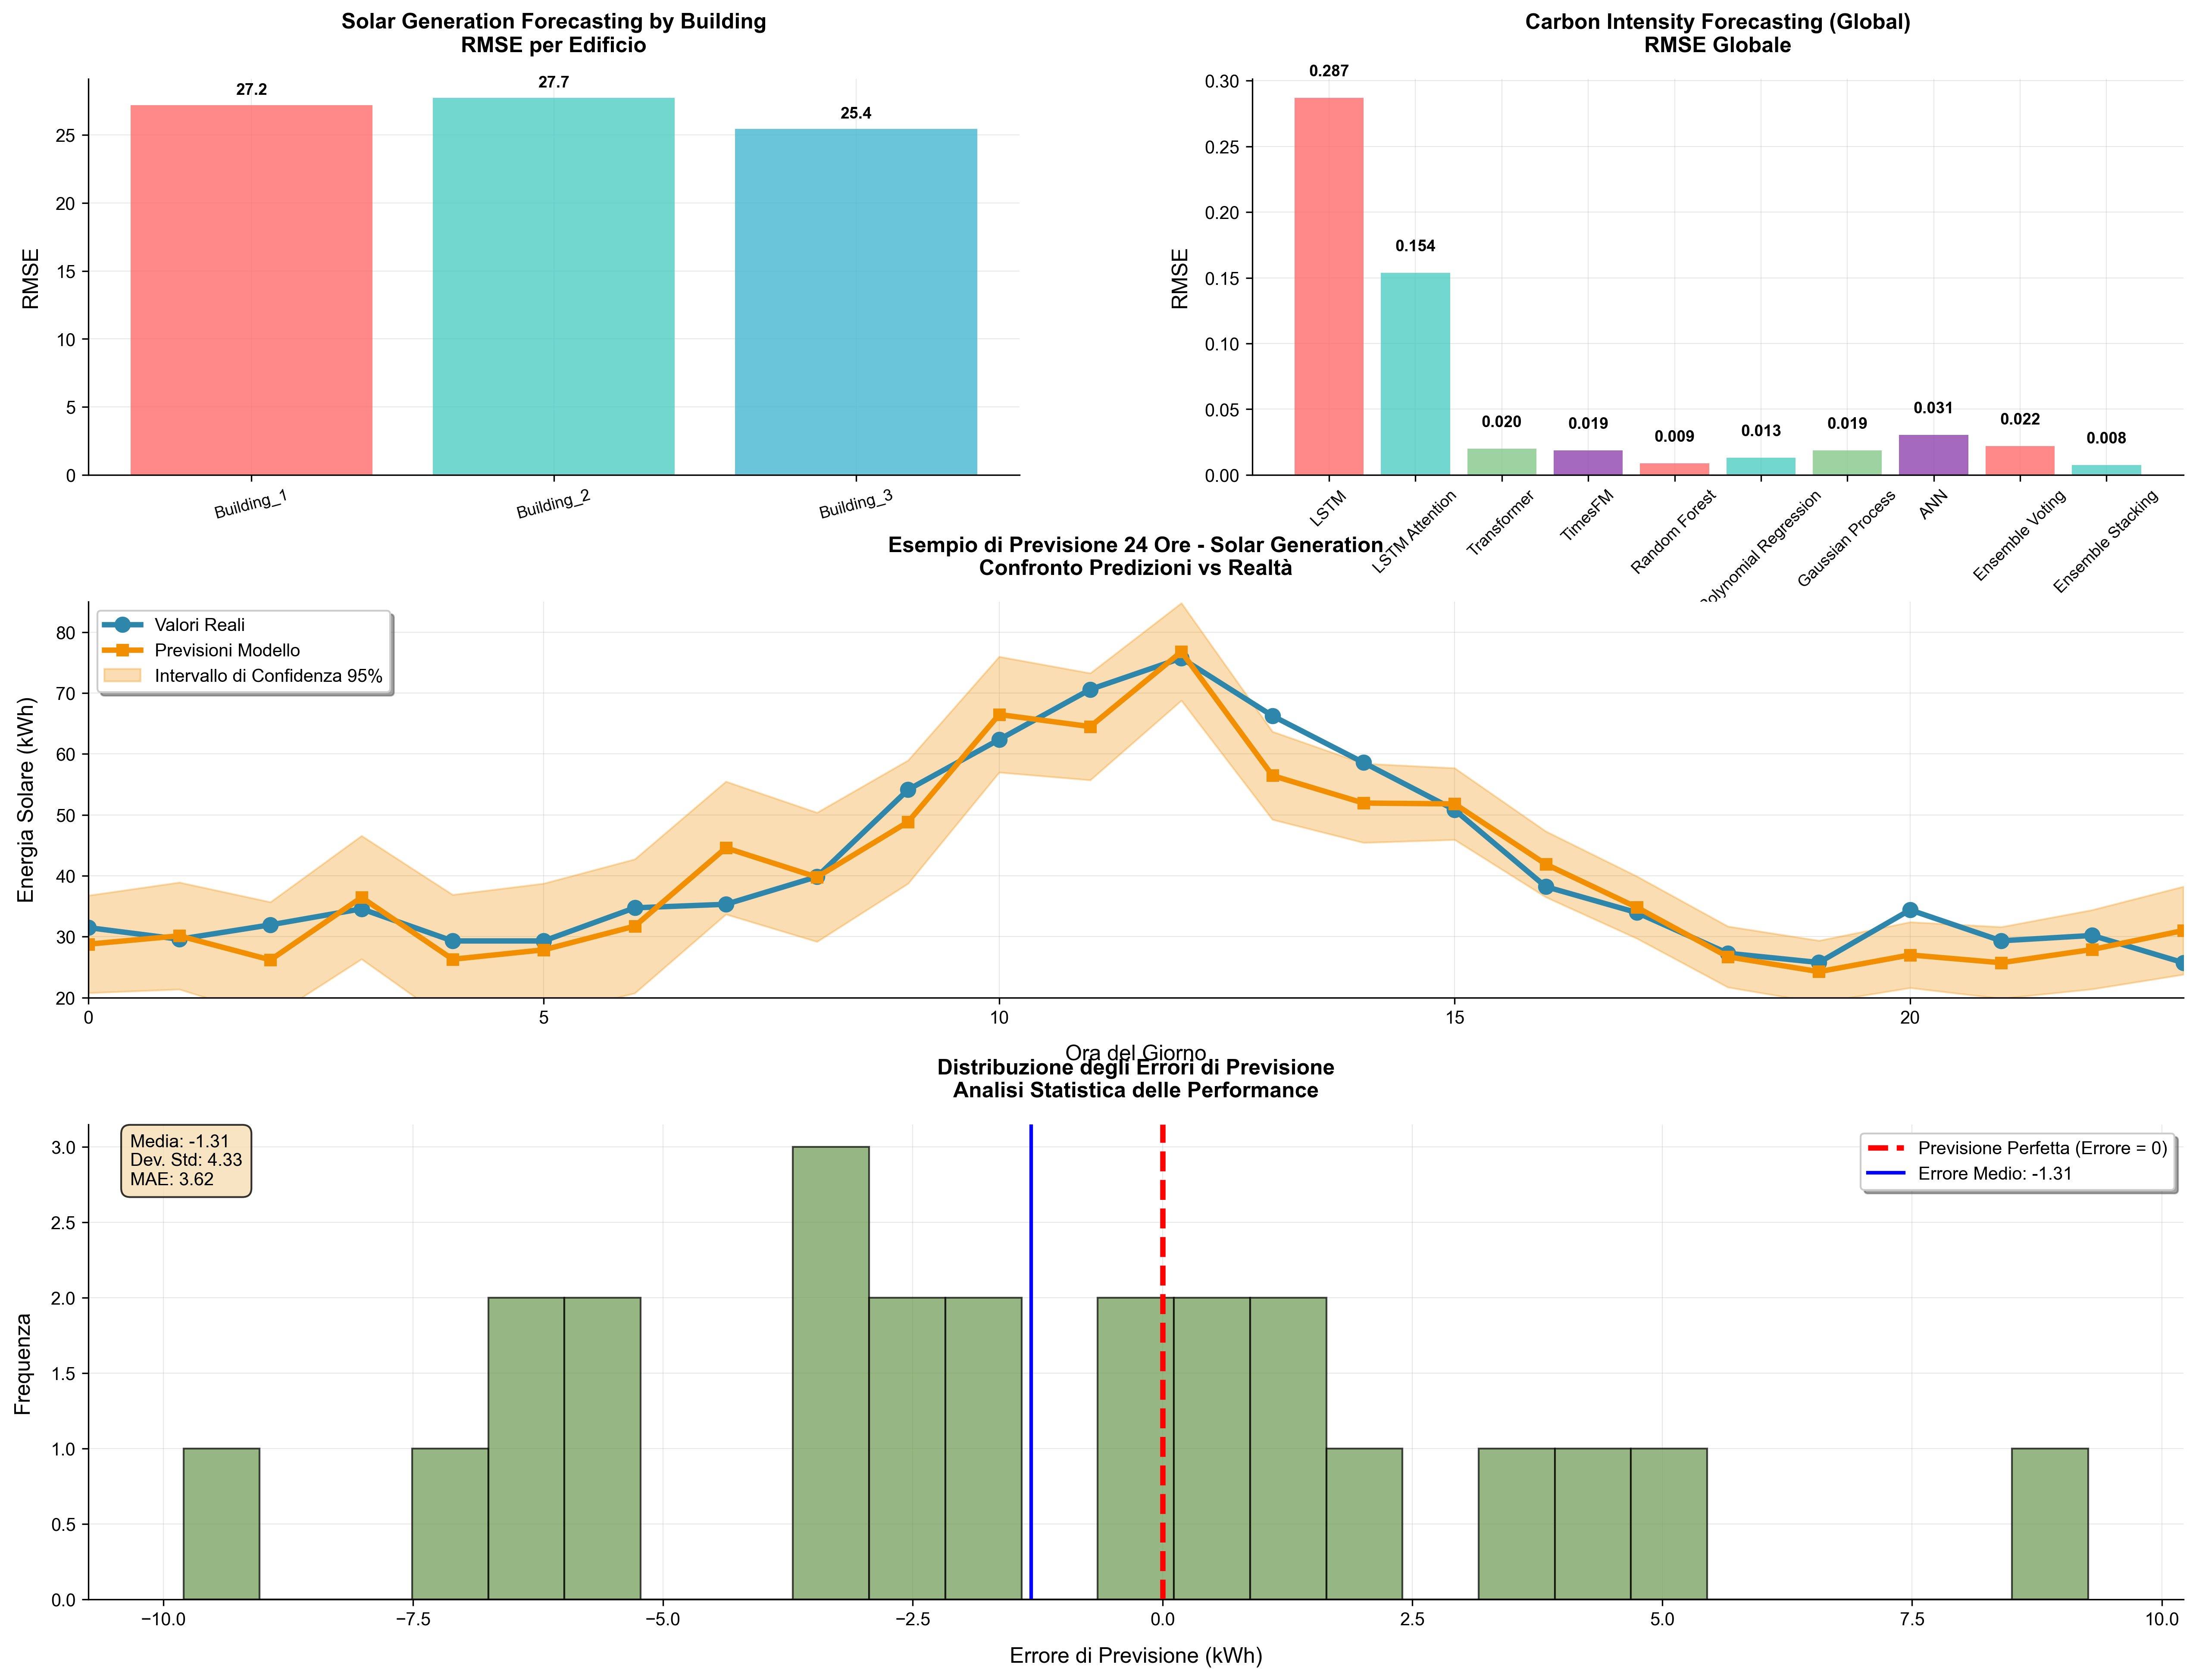 Solar Generation Forecasting by Building
RMSE per Edificio
27.2
27.7
25.4
RMSE
25
20
15
10
5
0
Building_1
Building_2
Building_3
Carbon Intensity Forecasting (Global)
RMSE Globale
0.287
0.154
0.020
0.019
0.009
0.013
0.019
0.031
0.022
0.008
RMSE
0.30
0.25
0.20
0.15
0.10
0.05
0.00
LSTM
LSTM Attention
Transformer
TimesFM
Random Forest
Polynomial Regression
Gaussian Process
ANN
Ensemble Voting
Ensemble Stacking
Esempio di Previsione 24 Ore - Solar Generation
Confronto Predizioni vs Realtà
Valori Reali
Previsioni Modello
Intervallo di Confidenza 95%
Energia Solare (kWh)
80
70
60
50
40
30
20
0
5
10
15
20
Ora del Giorno
Distribuzione degli Errori di Previsione
Analisi Statistica delle Performance
Media: -1.31
Dev. Std: 4.33
MAE: 3.62
Previsione Perfetta (Errore = 0)
Errore Medio: -1.31
Frequenza
3.0
2.5
2.0
1.5
1.0
0.5
0.0
−10.0
−7.5
−5.0
−2.5
0.0
2.5
5.0
7.5
10.0
Errore di Previsione (kWh)